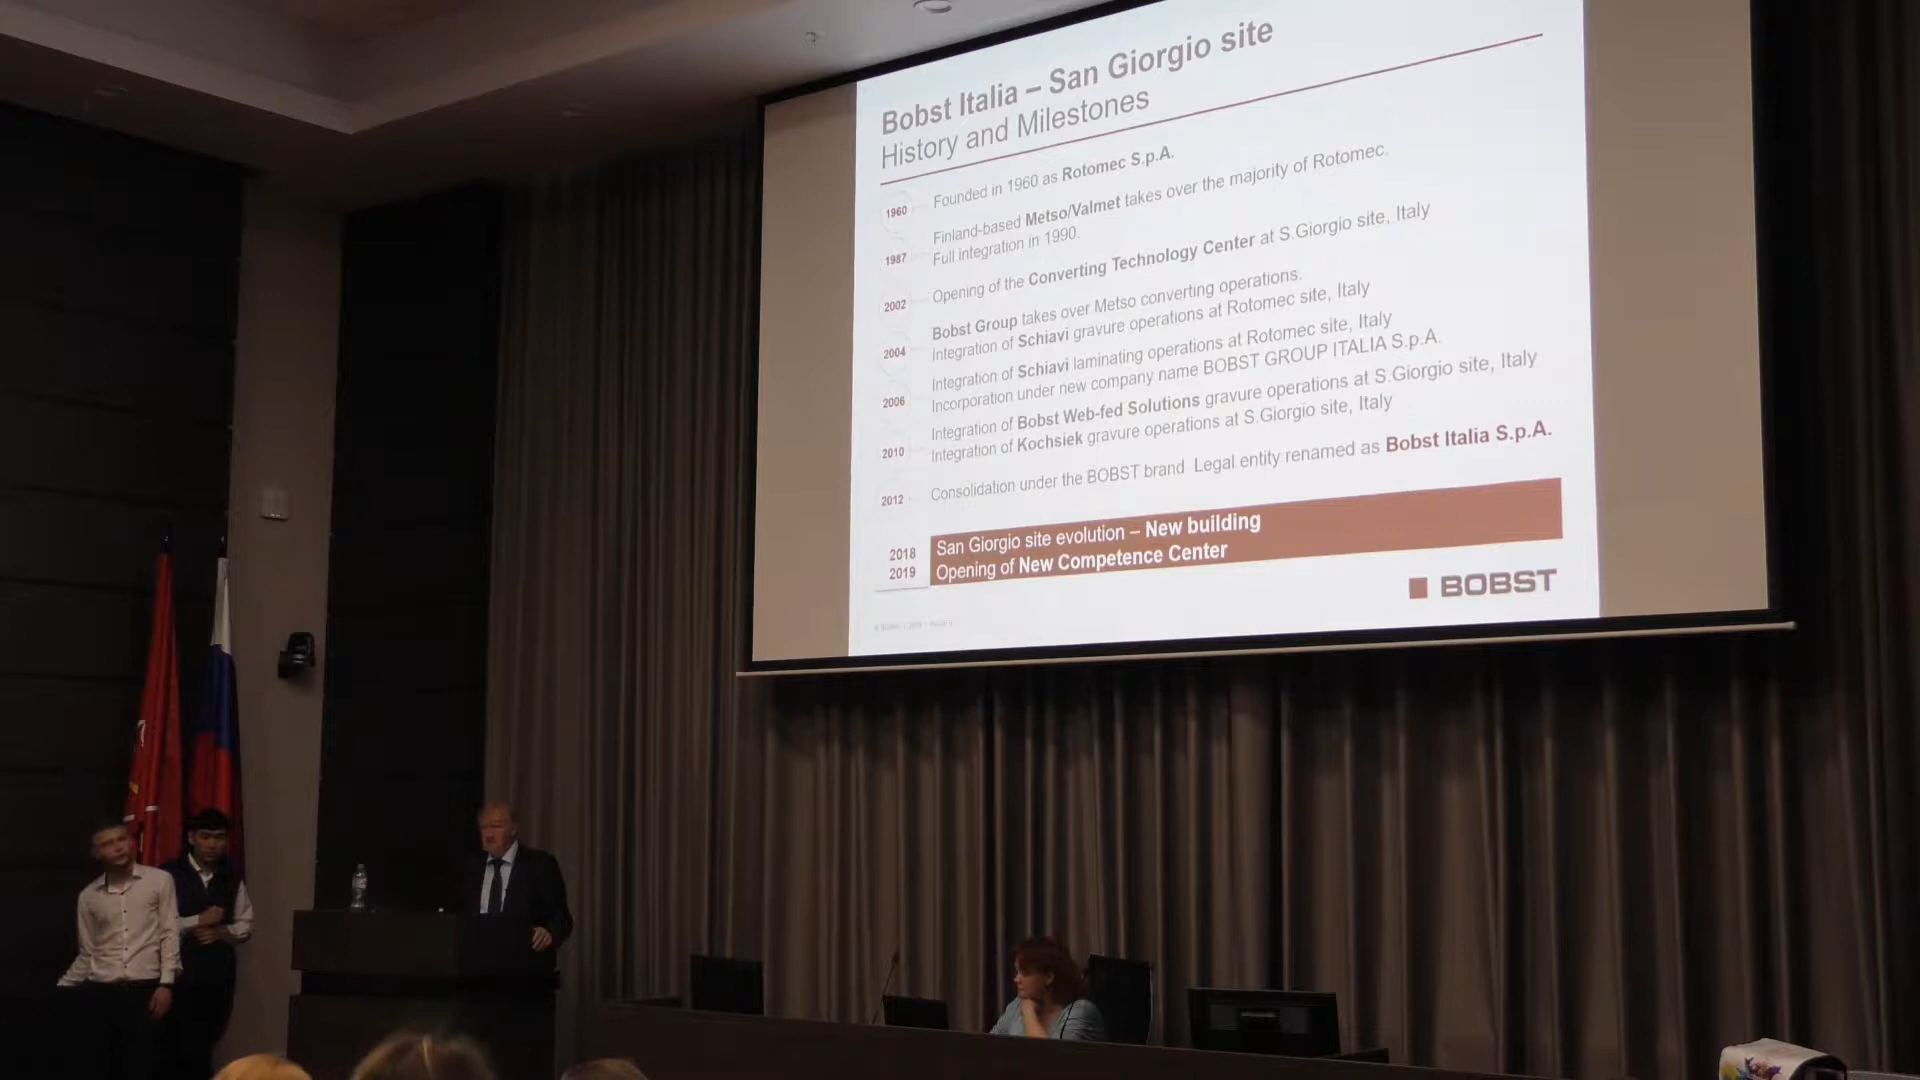 Bobst Italia – San Giorgio site
History and Milestones
1960
Founded in 1960 as Rotomec S.p.A.
1987
Finland-based Metso/Valmet takes over the majority of Rotomec.
Full integration in 1990.
2002
Opening of the Converting Technology Center at S.Giorgio site, Italy
2004
Bobst Group takes over Metso converting operations.
Integration of Schiavi gravure operations at Rotomec site, Italy
2006
Integration of Schiavi laminating operations at Rotomec site, Italy
Incorporation under new company name BOBST GROUP ITALIA S.p.A.
2010
Integration of Bobst Web-fed Solutions gravure operations at S.Giorgio site, Italy
Integration of Kochsiek gravure operations at S.Giorgio site, Italy
2012
Consolidation under the BOBST brand Legal entity renamed as Bobst Italia S.p.A.
2018
San Giorgio site evolution – New building
2019
Opening of New Competence Center
BOBST